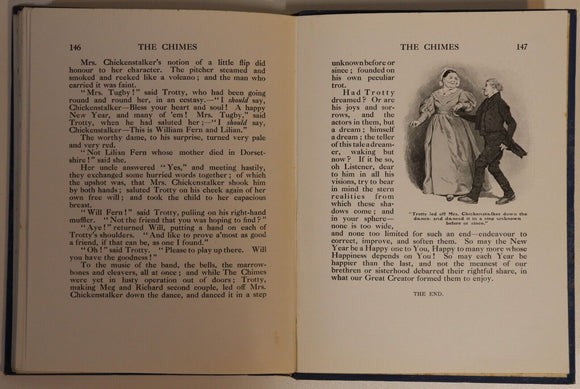 146 THE CHIMES
Mrs. Chickenstalker's notion of a little flip did
honour to her character. The pitcher steamed and
smoked and reeked like a volcano; and the man who
carried it was faint.
"Mrs. Tugby!" said Trotty, who had been going
round and round her, in an ecstasy.—"I should say,
Chickenstalker—Bless your heart and soul! A happy
New Year, and many of 'em! Mrs. Tugby," said
Trotty, when he had saluted her;—"I should say,
Chickenstalker—This is William Fern and Lilian."
The worthy dame, to his surprise, turned very pale
and very red.
"Not Lilian Fern whose mother died in Dorset-
shire!" said she.
Her uncle answered "Yes," and meeting hastily,
they exchanged some hurried words together; of which
the upshot was, that Mrs. Chickenstalker shook him
by both hands; saluted Trotty on his cheek again of her
own free will; and took the child to her capacious
breast.
"Will Fern!" said Trotty, pulling on his right-hand
muffler. "Not the friend that you was hoping to find?"
"Aye!" returned Will, putting a hand on each of
Trotty's shoulders. "And like to prove a'most as good
a friend, if that can be, as one I found."
"Oh!" said Trotty. "Please to play up there. Will
you have the goodness!"
To the music of the band, the bells, the marrow-
bones and cleavers, all at once; and while The Chimes
were yet in lusty operation out of doors; Trotty,
making Meg and Richard second couple, led off Mrs.
Chickenstalker down the dance, and danced it in a step
THE CHIMES 147
unknown before or
since; founded on
his own peculiar
trot.
Had Trotty
dreamed? Or are
his joys and sor-
rows, and the
actors in them, but
a dream; himself
a dream; the teller
of this tale a dream-
er, waking but
now? If it be so,
oh Listener, dear
to him in all his
visions, try to bear
in mind the stern
realities from
which these sha-
dows come; and
in your sphere—
none is too wide,
and none too limited for such an end—endeavour to
correct, improve, and soften them. So may the New
Year be a Happy one to You, Happy to many more whose
Happiness depends on You! So may each Year be
happier than the last, and not the meanest of our
brethren or sisterhood debarred their rightful share, in
what our Great Creator formed them to enjoy.
"Trotty led off Mrs. Chickenstalker down the
dance, and danced it in a step unknown
before or since."
THE END.